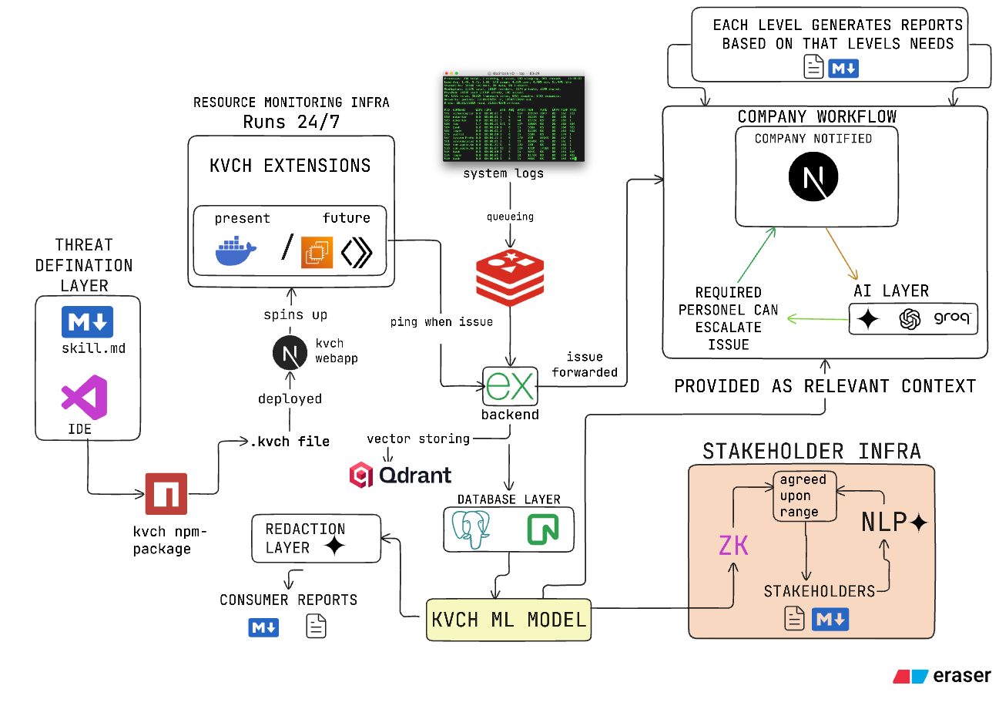 EACH LEVEL GENERATES REPORTS
BASED ON THAT LEVELS NEEDS
RESOURCE MONITORING INFRA
Runs 24/7
KVCH EXTENSIONS
present
future
/
system logs
queueing
COMPANY WORKFLOW
COMPANY NOTIFIED
N
THREAT
DEFINATION
LAYER
M
skill.md
IDE
spins up
N
kvch
webapp
deployed
.kvch file
kvch npm-
package
ping when issue
ex
backend
issue
forwarded
REQUIRED
PERSONEL CAN
ESCALATE
ISSUE
AI LAYER
groq
PROVIDED AS RELEVANT CONTEXT
vector storing
Qdrant
DATABASE LAYER
REDACTION
LAYER
CONSUMER REPORTS
M
KVCH ML MODEL
STAKEHOLDER INFRA
agreed
upon
range
NLP
ZK
STAKEHOLDERS
M
eraser